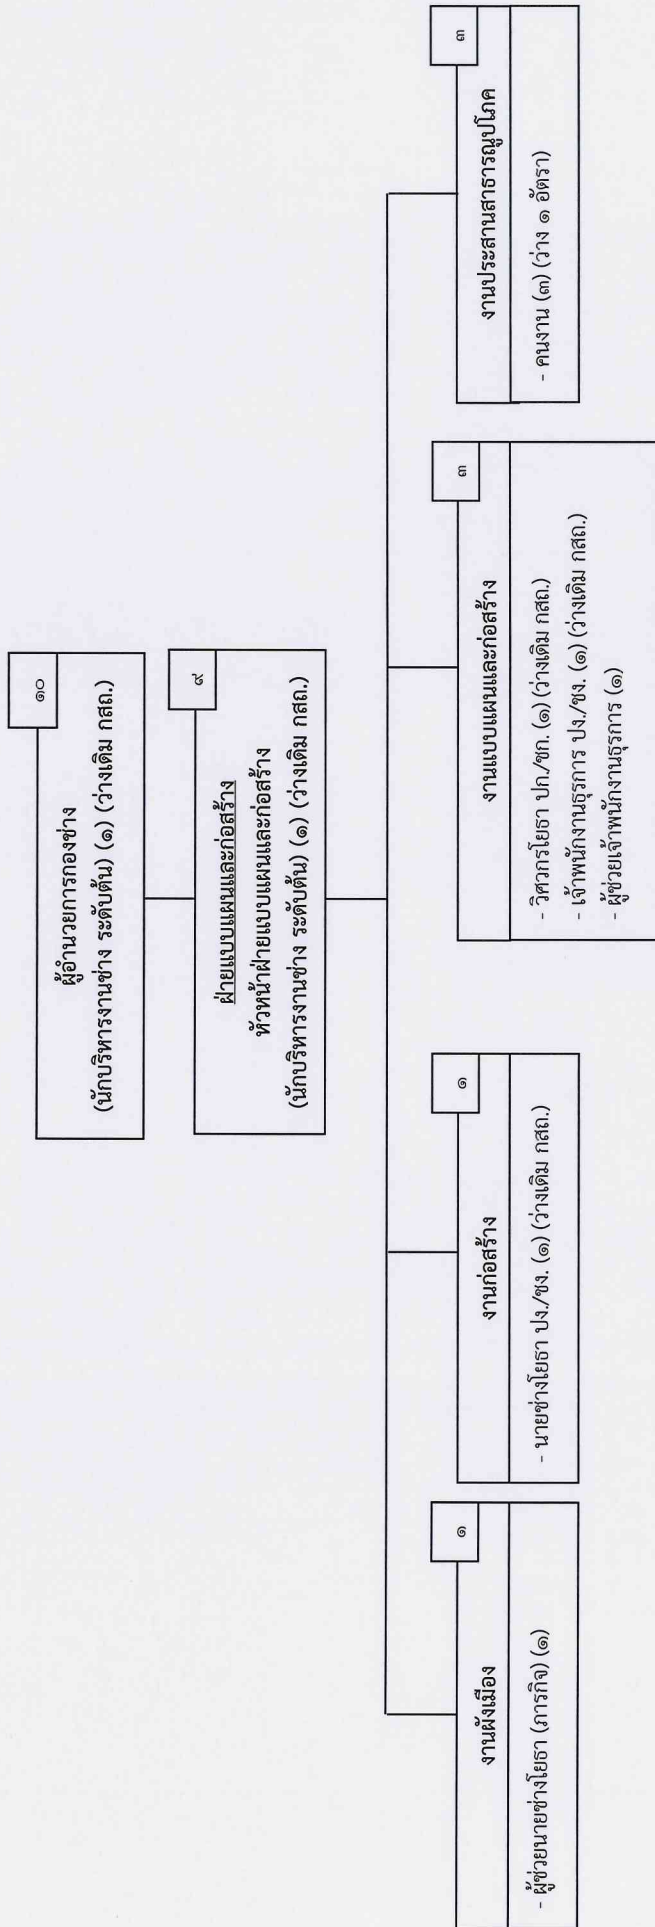 ๑๐
ผู้อำนวยการกองช่าง
(นักบริหารงานช่าง ระดับต้น) (๑) (ว่างเดิม กสถ.)
๙
ฝ่ายแบบแผนและก่อสร้าง
หัวหน้าฝ่ายแบบแผนและก่อสร้าง
(นักบริหารงานช่าง ระดับต้น) (๑) (ว่างเดิม กสถ.)
๑
งานผังเมือง
- ผู้ช่วยนายช่างโยธา (ภารกิจ) (๑)
๑
งานก่อสร้าง
- นายช่างโยธา ปง./ชง. (๑) (ว่างเดิม กสถ.)
๓
งานแบบแผนและก่อสร้าง
- วิศวกรโยธา ปก./ชก. (๑) (ว่างเดิม กสถ.)
- เจ้าพนักงานธุรการ ปง./ชง. (๑) (ว่างเดิม กสถ.)
- ผู้ช่วยเจ้าพนักงานธุรการ (๑)
๓
งานประสานสาธารณูปโภค
- คนงาน (๓) (ว่าง ๑ อัตรา)